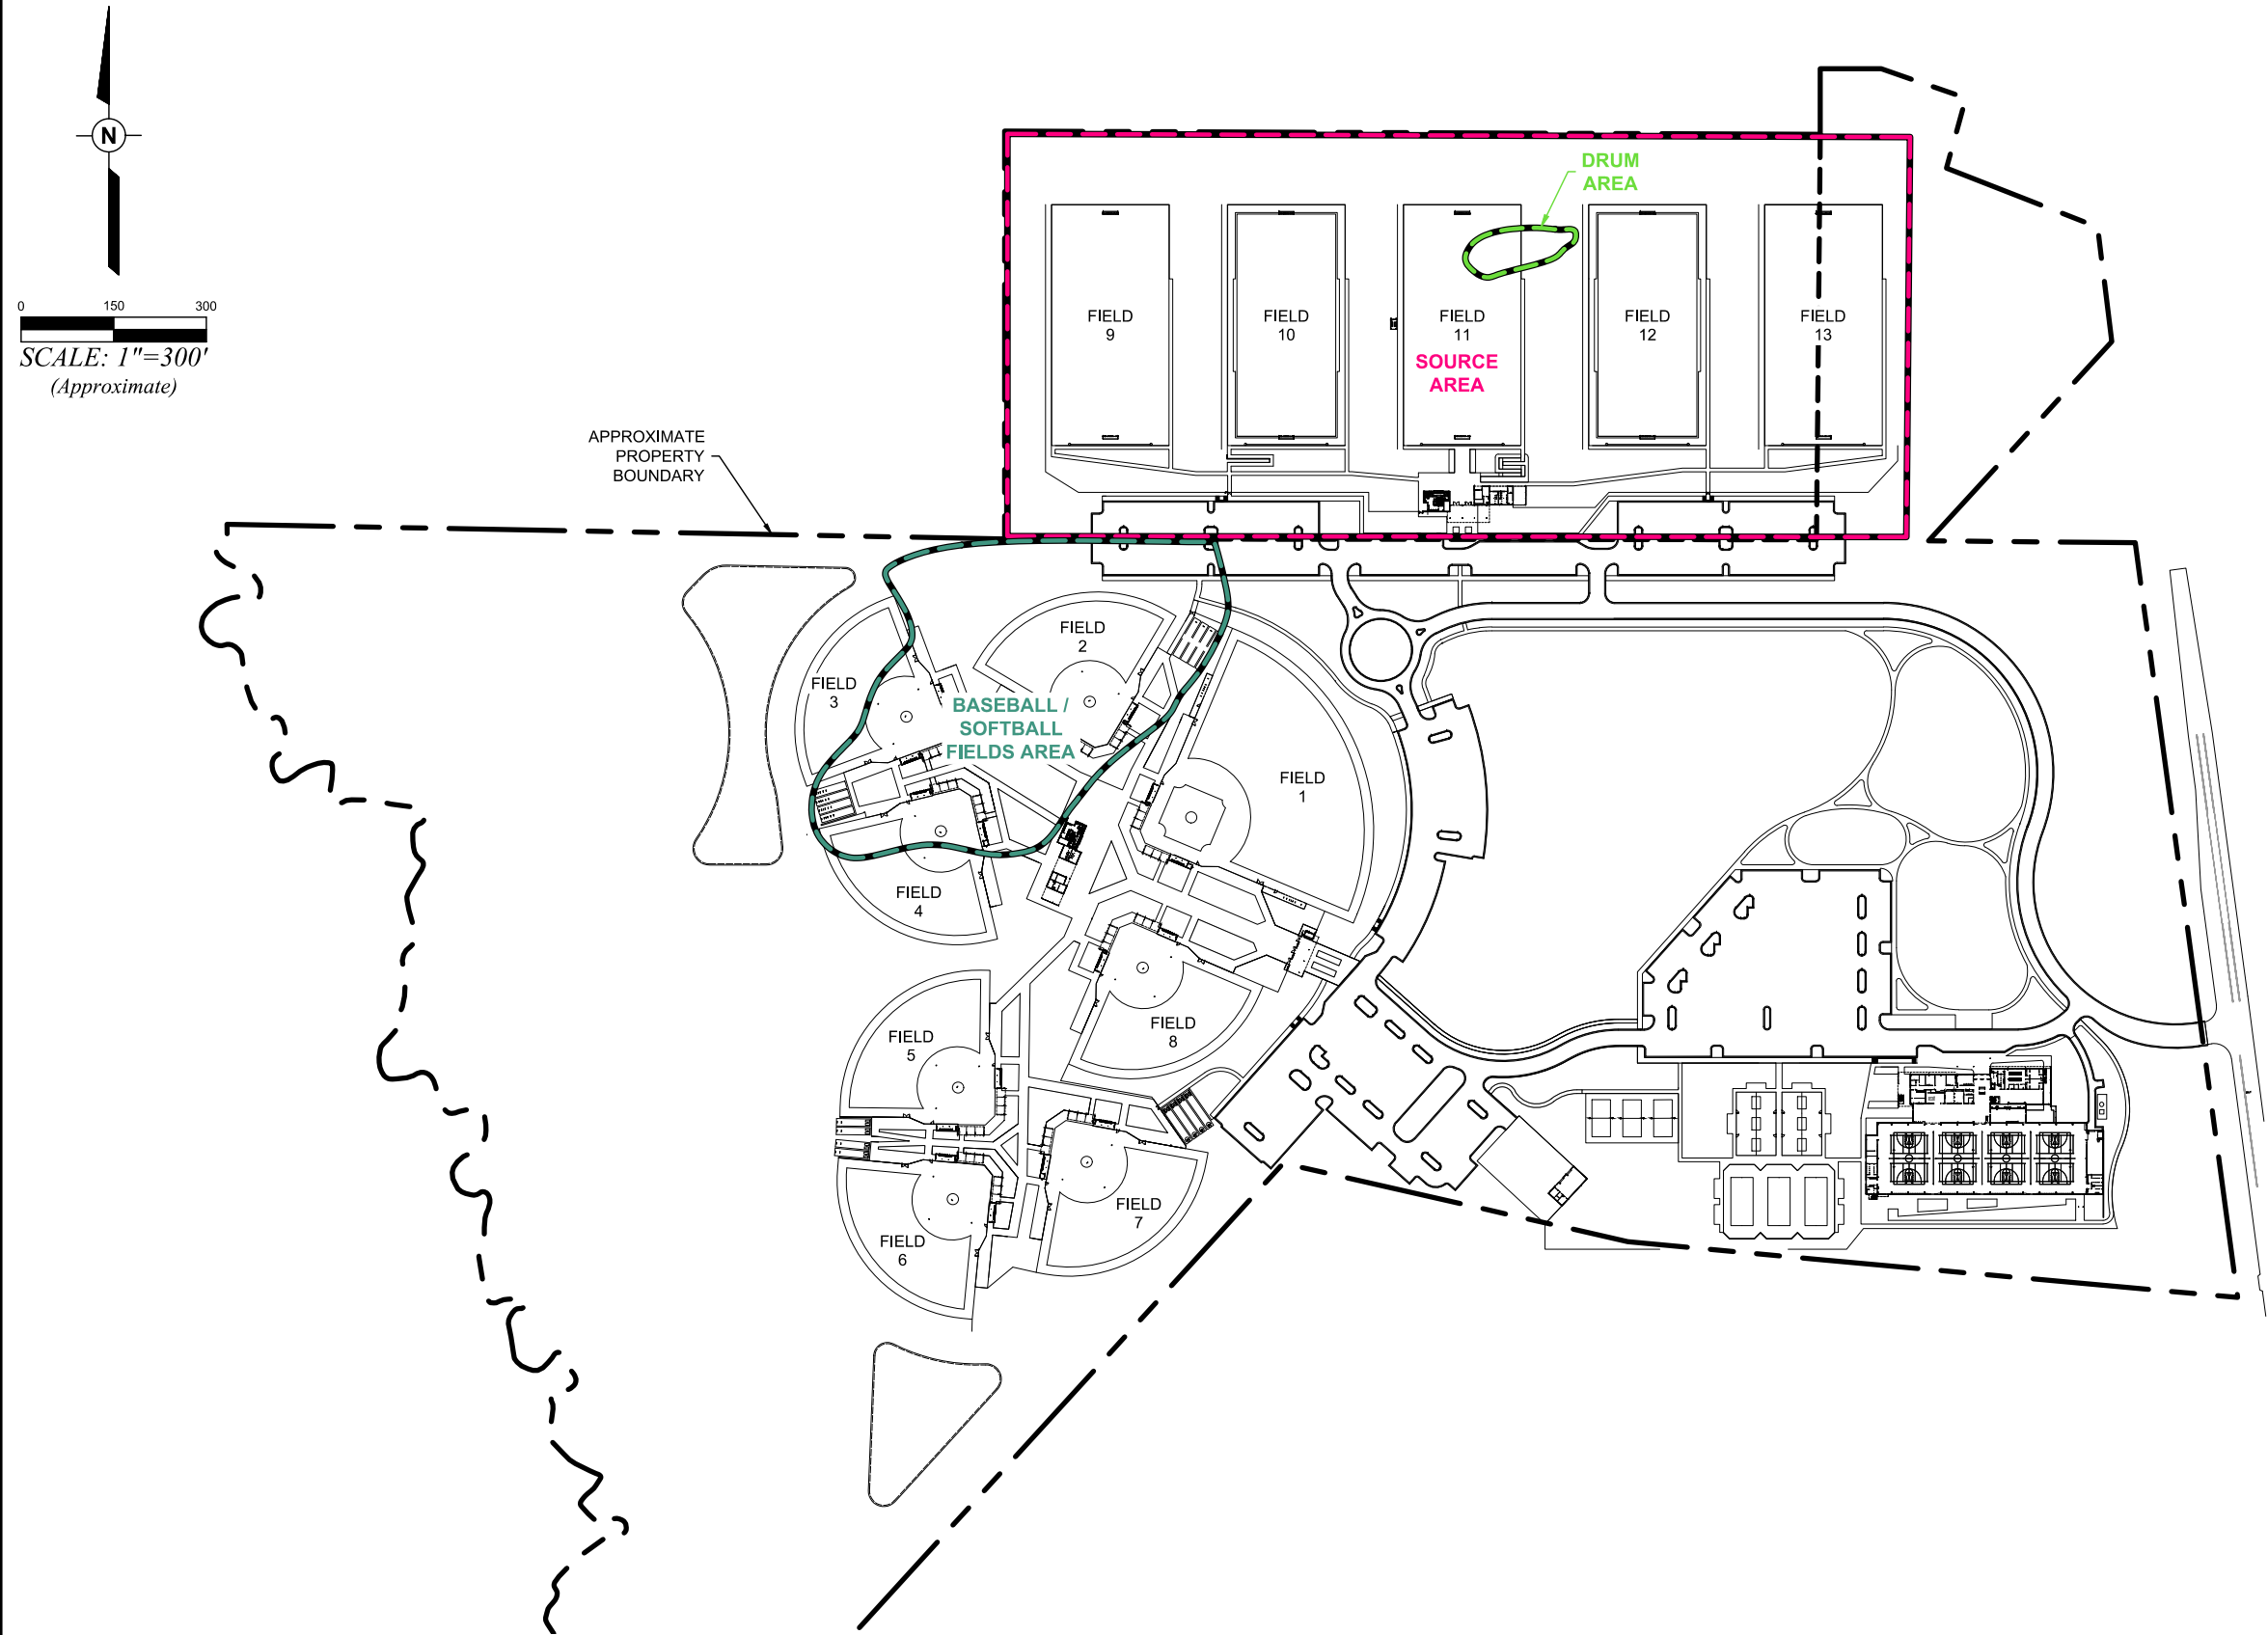 N
0 150 300
SCALE: 1"=300'
(Approximate)
DRUM
AREA
FIELD
9
FIELD
10
FIELD
11
FIELD
12
FIELD
13
SOURCE
AREA
APPROXIMATE
PROPERTY
BOUNDARY
FIELD
2
FIELD
3
BASEBALL /
SOFTBALL
FIELDS AREA
FIELD
1
FIELD
4
FIELD
8
FIELD
5
FIELD
7
FIELD
6